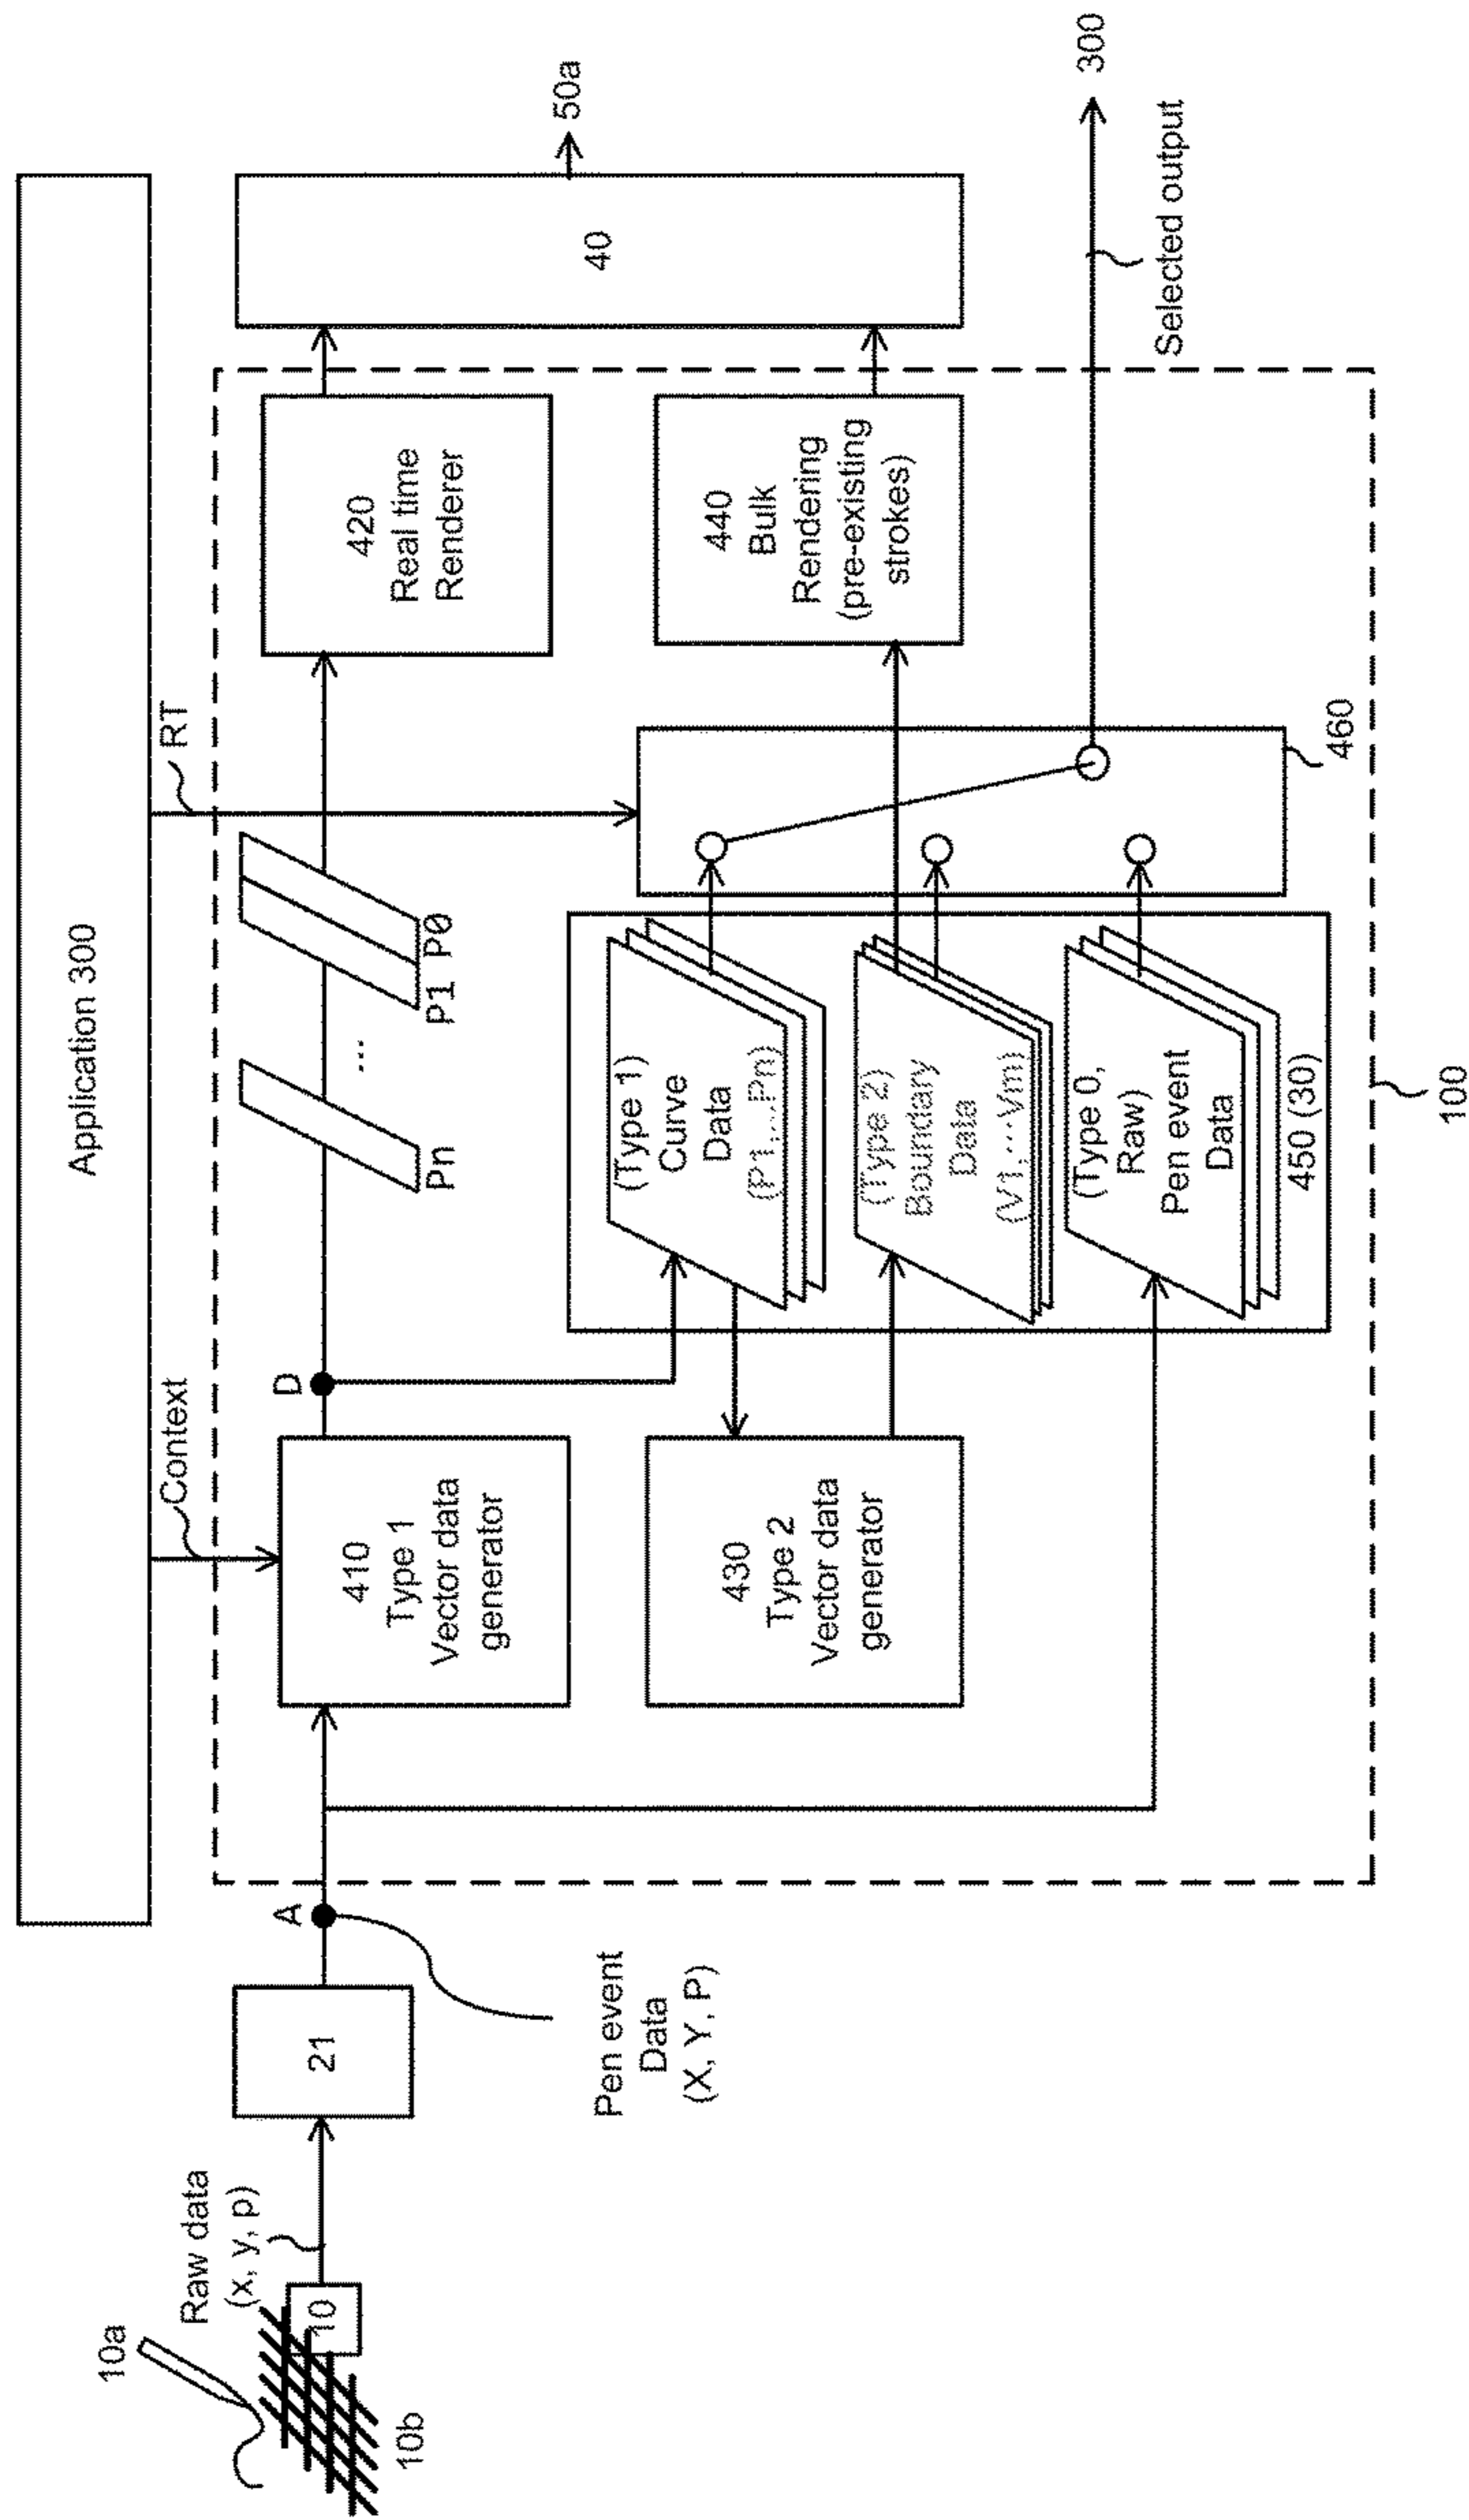 Application 300
Context
RT
10a
Raw data
(x, y, p)
10
10b
21
A
Pen event
Data
(X, Y, P)
D
Pn
...
P1
P0
410
Type 1
Vector data
generator
420
Real time
Renderer
40
50a
430
Type 2
Vector data
generator
(Type 1)
Curve
Data
(P1,...Pn)
(Type 2)
Boundary
Data
(V1,...Vm)
(Type 0,
Raw)
Pen event
Data
450 (30)
440
Bulk
Rendering
(pre-existing
strokes)
460
Selected output
300
100